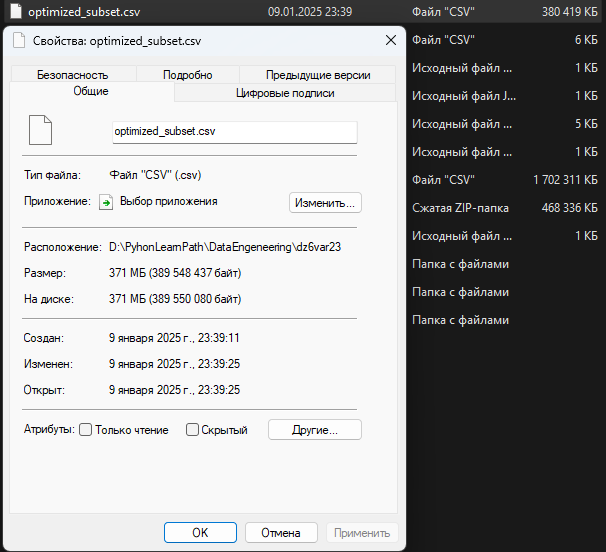 optimized_subset.csv 09.01.2025 23:39 Файл "CSV" 380 419 КБ
Свойства: optimized_subset.csv
Безопасность Подробно Предыдущие версии
Общие Цифровые подписи
optimized_subset.csv
Тип файла: Файл "CSV" (.csv)
Приложение: Выбор приложения Изменить...
Расположение: D:\PyhonLearnPath\DataEngeneering\dz6var23
Размер: 371 МБ (389 548 437 байт)
На диске: 371 МБ (389 550 080 байт)
Создан: 9 января 2025 г., 23:39:11
Изменен: 9 января 2025 г., 23:39:25
Открыт: 9 января 2025 г., 23:39:25
Атрибуты: Только чтение Скрытый Другие...
OK Отмена Применить
Файл "CSV" 6 КБ
Исходный файл ... 1 КБ
Исходный файл J... 1 КБ
Исходный файл ... 5 КБ
Исходный файл ... 1 КБ
Файл "CSV" 1 702 311 КБ
Сжатая ZIP-папка 468 336 КБ
Исходный файл ... 1 КБ
Папка с файлами
Папка с файлами
Папка с файлами